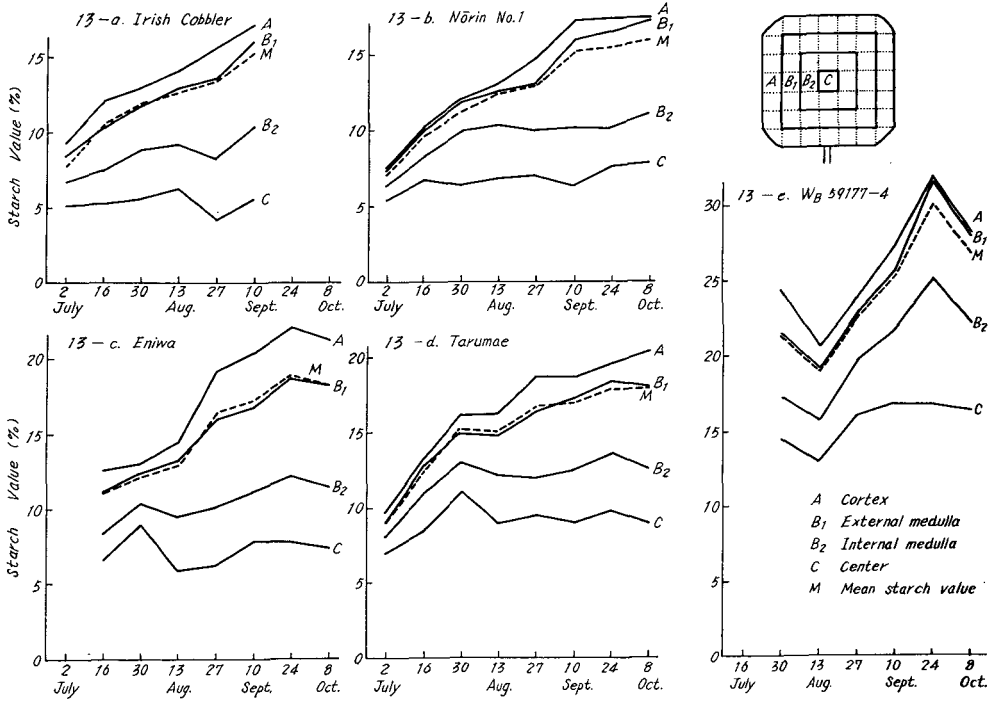 13-a. Irish Cobbler
Starch Value (%)
15
10
5
0
A
B1
M
B2
C
2 16 30 13 27 10 24 8
July Aug. Sept. Oct.
13-b. Nōrin No.1
A
B1
M
B2
C
2 16 30 13 27 10 24 8
July Aug. Sept. Oct.
A B1 B2 C
13-c. Eniwa
Starch Value (%)
20
15
10
5
0
A
M
B1
B2
C
2 16 30 13 27 10 24 8
July Aug. Sept. Oct.
13-d. Tarumae
20
15
10
5
0
A
B1
M
B2
C
2 16 30 13 27 10 24 8
July Aug. Sept. Oct.
13-e. WB 59177-4
30
25
20
15
10
5
0
A
B1
M
B2
C
A Cortex
B1 External medulla
B2 Internal medulla
C Center
M Mean starch value
16 30 13 27 10 24 8
July Aug. Sept. Oct.